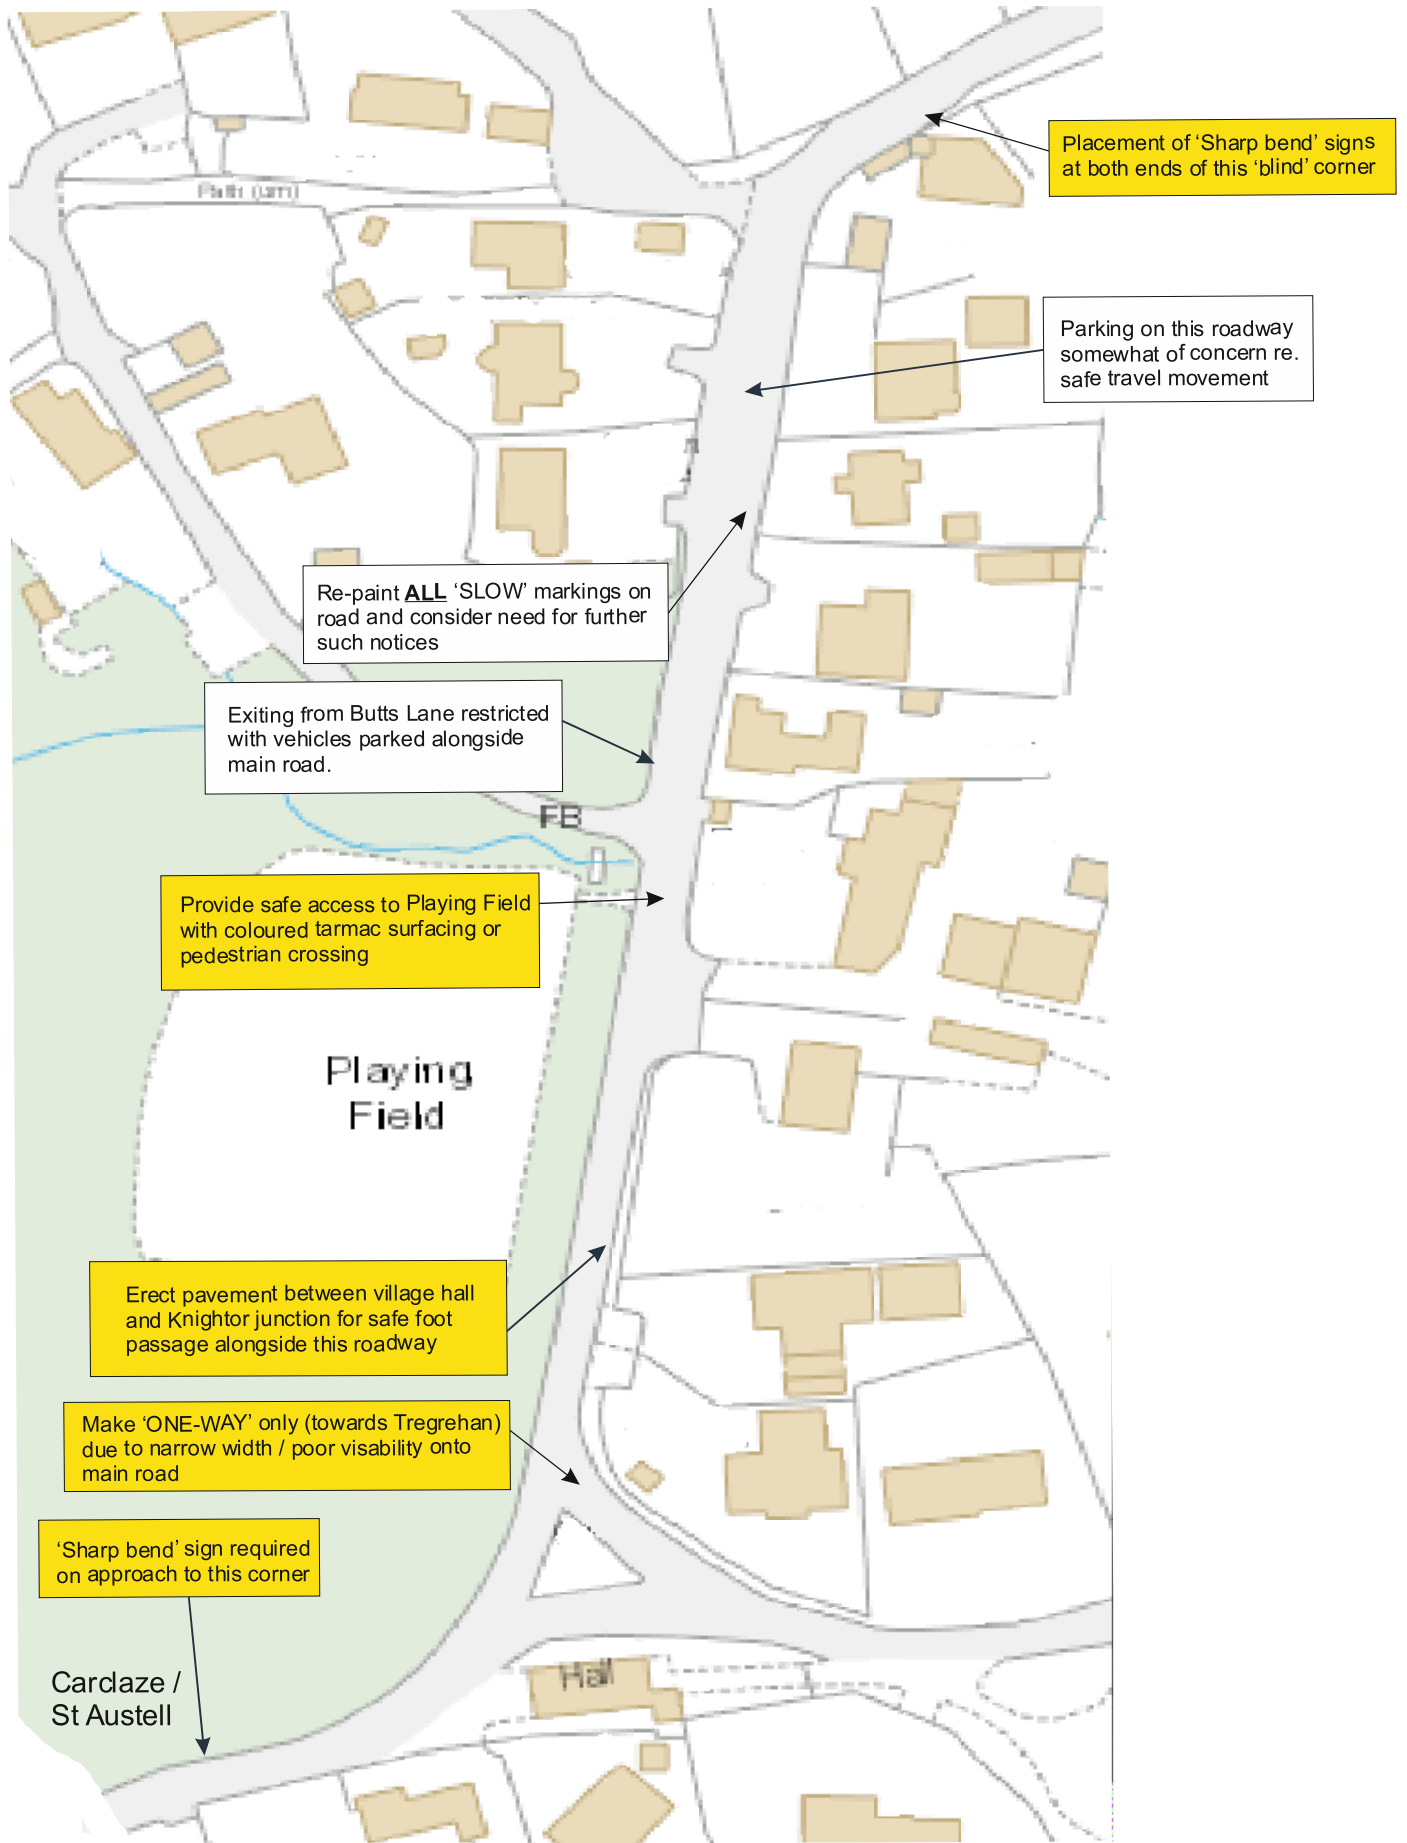 Placement of ‘Sharp bend’ signs
at both ends of this ‘blind’ corner
Path (um)
Parking on this roadway
somewhat of concern re.
safe travel movement
Re-paint ALL ‘SLOW’ markings on
road and consider need for further
such notices
Exiting from Butts Lane restricted
with vehicles parked alongside
main road.
FB
Provide safe access to Playing Field
with coloured tarmac surfacing or
pedestrian crossing
Playing
Field
Erect pavement between village hall
and Knightor junction for safe foot
passage alongside this roadway
Make ‘ONE-WAY’ only (towards Tregrehan)
due to narrow width / poor visability onto
main road
‘Sharp bend’ sign required
on approach to this corner
Hall
Carclaze /
St Austell